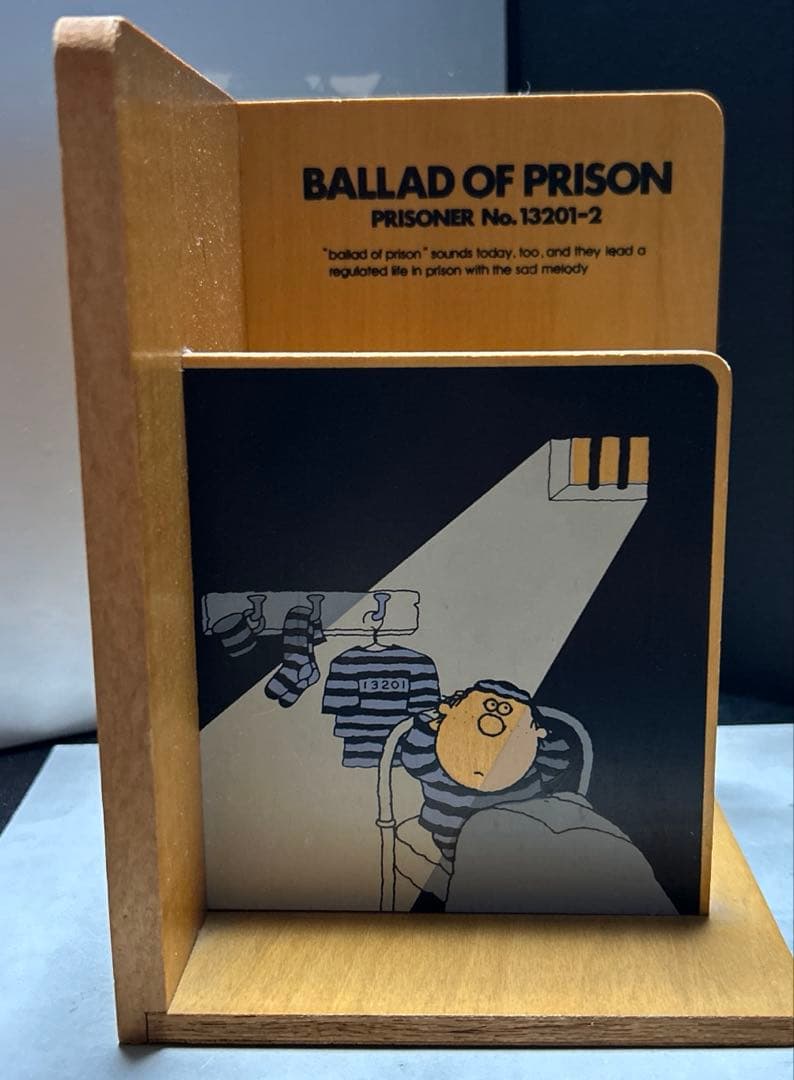 BALLAD OF PRISON
PRISONER No. 13201-2
"ballad of prison" sounds today, too, and they lead a
regulated life in prison with the sad melody
13201